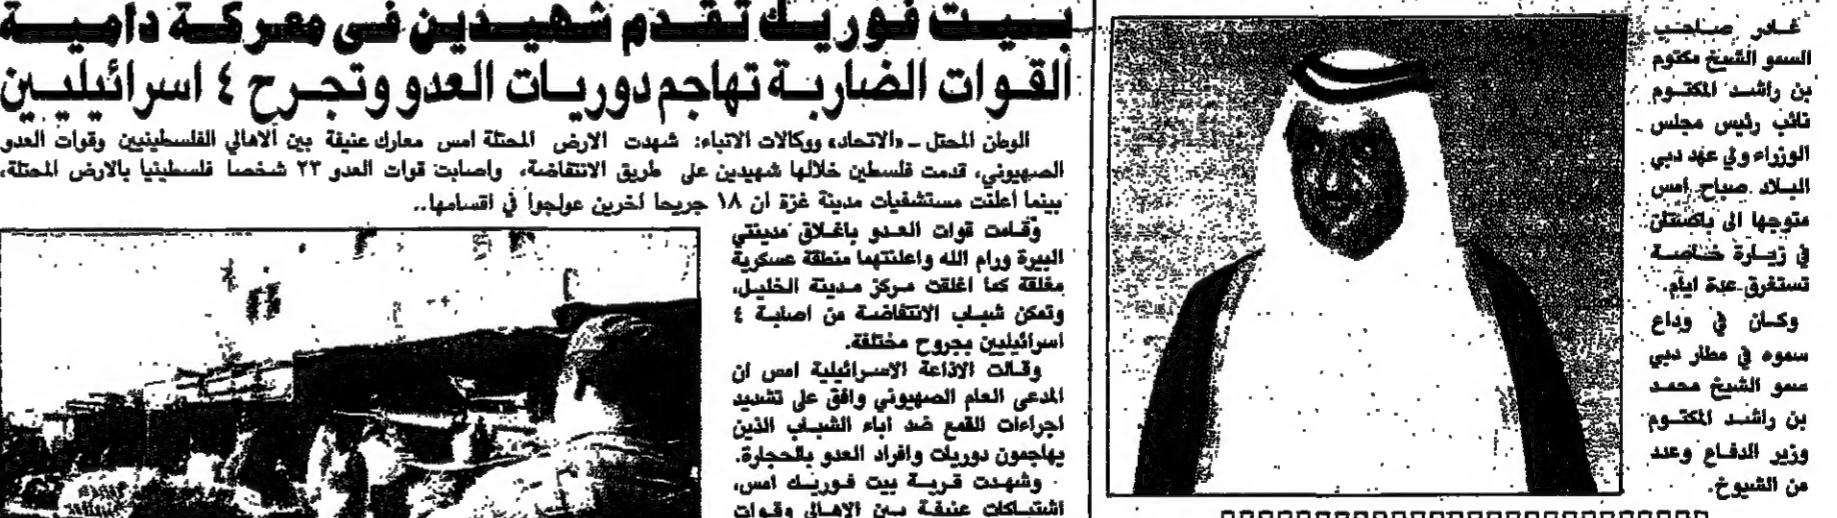 غادر صاحب
السمو الشيخ مكتوم
بن راشد المكتوم
نائب رئيس مجلس
الوزراء ولي عهد دبي
البلاد صباح امس
متوجها الى باكستان
في زيارة خاصة
تستغرق عدة ايام.
وكان في وداع
سموه في مطار دبي
سمو الشيخ محمد
بن راشد المكتوم
وزير الدفاع وعدد
من الشيوخ.
بيت فوريك تقدم شهيدين في معركة دامية
القوات الضاربة تهاجم دوريات العدو وتجرح ٤ اسرائيليين
الوطن المحتل ـ «الاتحاد» ووكالات الانباء: شهدت الارض المحتلة امس معارك عنيفة بين الاهالي الفلسطينيين وقوات العدو
الصهيوني، قدمت فلسطين خلالها شهيدين على طريق الانتفاضة، واصابت قوات العدو ٢٣ شخصا فلسطينيا بالارض المحتلة،
بينما اعلنت مستشفيات مدينة غزة ان ١٨ جريحا اخرين عولجوا في اقسامها..
وقامت قوات العدو باغلاق مدينتي
البيرة ورام الله واعلنتهما منطقة عسكرية
مغلقة كما اغلقت مركز مدينة الخليل،
وتمكن شباب الانتفاضة من اصابة ٤
اسرائيليين بجروح مختلفة.
وقالت الاذاعة الاسرائيلية امس ان
المدعى العام الصهيوني وافق على تشديد
اجراءات القمع ضد اباء الشباب الذين
يهاجمون دوريات وافراد العدو بالحجارة.
وشهدت قرية بيت فوريك امس،
اشتباكات عنيفة بين الاهالي وقوات